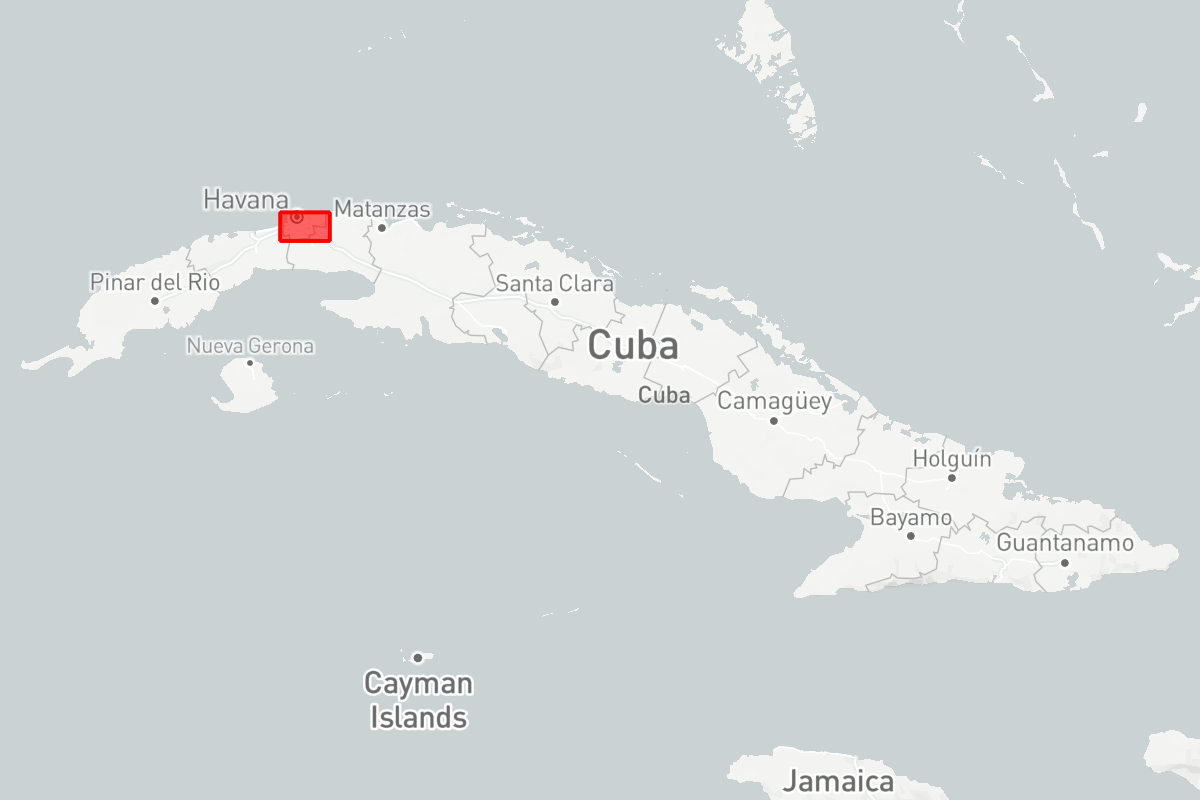 Havana
Matanzas
Pinar del Rio
Santa Clara
Nueva Gerona
Cuba
Cuba
Camagüey
Holguín
Bayamo
Guantanamo
Cayman
Islands
Jamaica